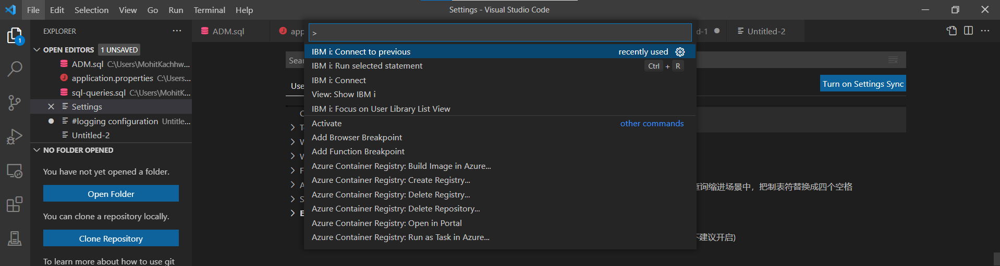 File Edit Selection View Go Run Terminal Help
Settings - Visual Studio Code
EXPLORER
OPEN EDITORS 1 UNSAVED
ADM.sql C:\Users\MohitKachhw...
application.properties C:\Users...
sql-queries.sql C:\Users\MohitK...
Settings
#logging configuration Untitle...
Untitled-2
NO FOLDER OPENED
You have not yet opened a folder.
Open Folder
You can clone a repository locally.
Clone Repository
To learn more about how to use git
1
ADM.sql
app
d-1
Untitled-2
>
IBM i: Connect to previous recently used
IBM i: Run selected statement Ctrl + R
IBM i: Connect
View: Show IBM i
IBM i: Focus on User Library List View
Activate other commands
Add Browser Breakpoint
Add Function Breakpoint
Azure Container Registry: Build Image in Azure...
Azure Container Registry: Create Registry...
Azure Container Registry: Delete Registry...
Azure Container Registry: Delete Repository...
Azure Container Registry: Open in Portal
Azure Container Registry: Run as Task in Azure...
Sear
Use
Turn on Settings Sync
C
T
W
W
F
A
S
E
查询缩进场景中，把制表符替换成四个空格
不建议开启)